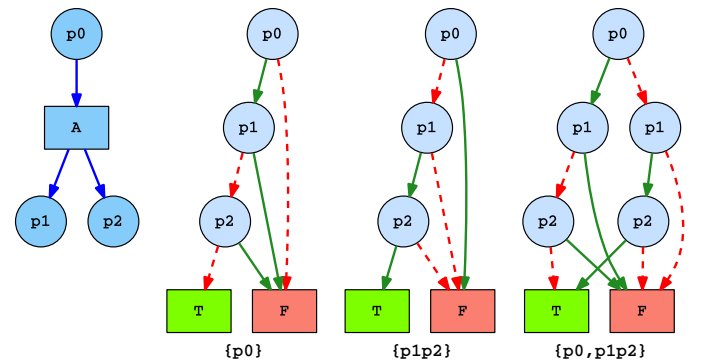 p0 p0 p0 p0
A p1 p1 p1 p1
p1 p2 p2 p2 p2 p2
T F T F T F
{p0} {p1p2} {p0,p1p2}